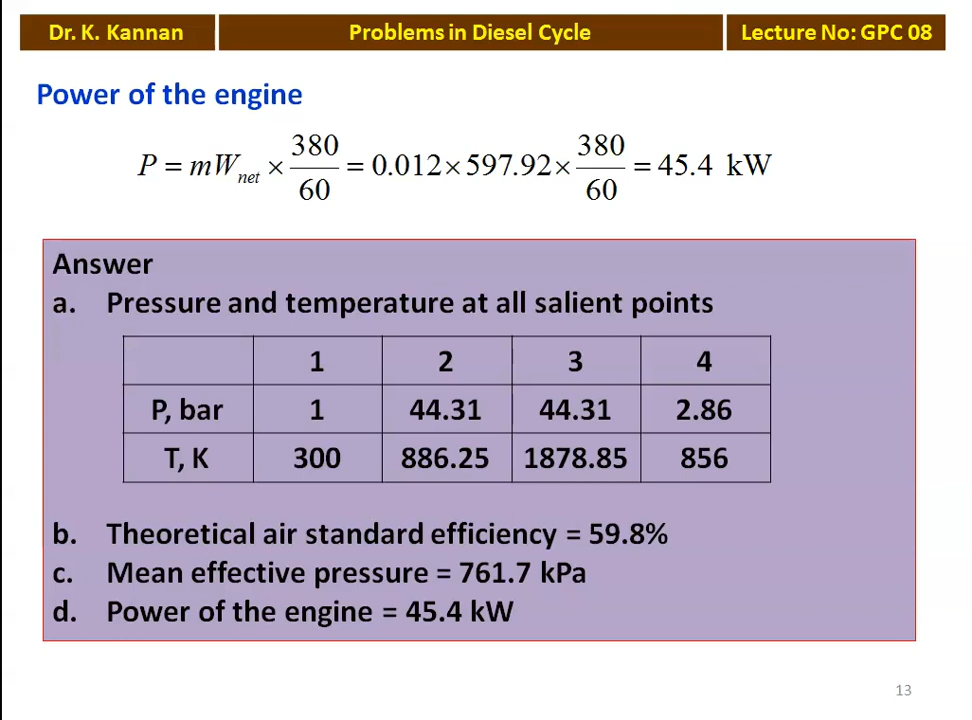 Dr. K. Kannan Problems in Diesel Cycle Lecture No: GPC 08
Power of the engine
P = mW_net × 380/60 = 0.012 × 597.92 × 380/60 = 45.4 kW
Answer
a. Pressure and temperature at all salient points
1 2 3 4
P, bar 1 44.31 44.31 2.86
T, K 300 886.25 1878.85 856
b. Theoretical air standard efficiency = 59.8%
c. Mean effective pressure = 761.7 kPa
d. Power of the engine = 45.4 kW
13